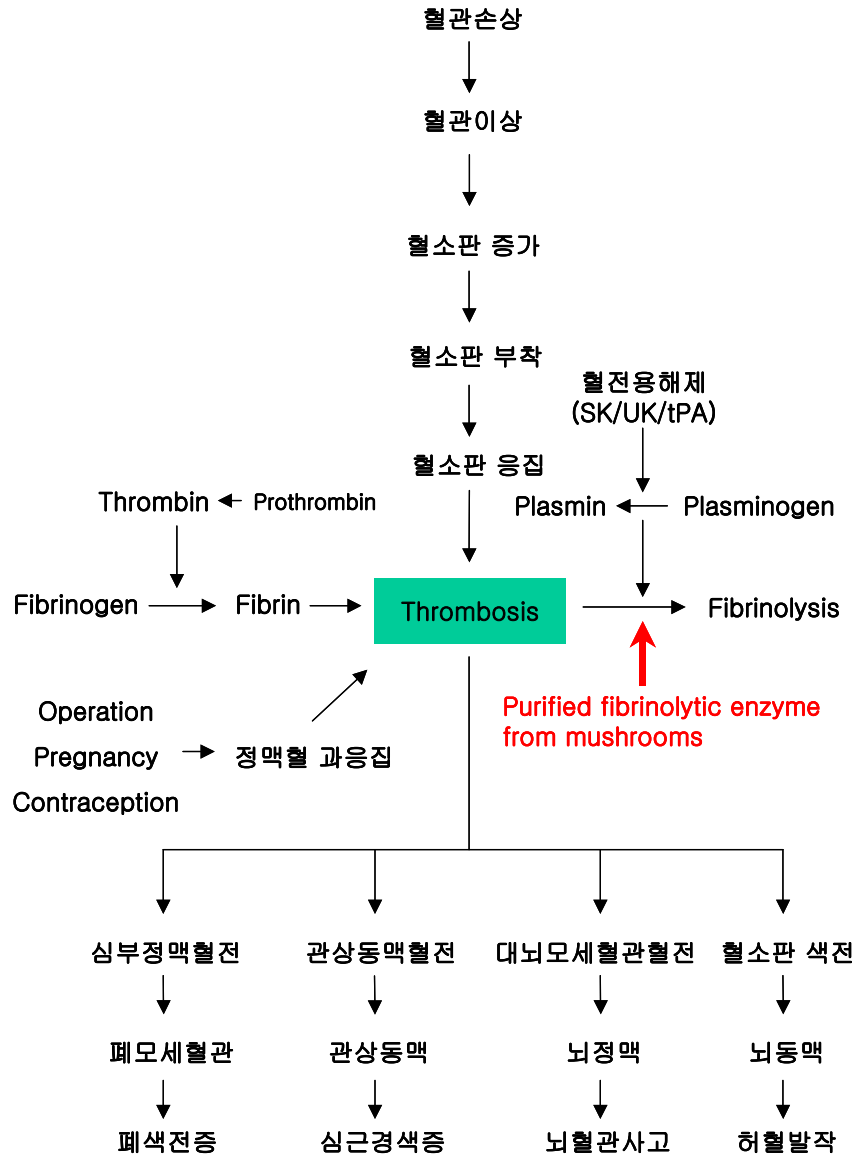 혈관손상
혈관이상
혈소판 증가
혈소판 부착
혈전용해제
(SK/UK/tPA)
혈소판 응집
Thrombin
Prothrombin
Plasmin
Plasminogen
Fibrinogen
Fibrin
Thrombosis
Fibrinolysis
Purified fibrinolytic enzyme
from mushrooms
Operation
Pregnancy
Contraception
정맥혈 과응집
심부정맥혈전
관상동맥혈전
대뇌모세혈관혈전
혈소판 색전
폐모세혈관
관상동맥
뇌정맥
뇌동맥
폐색전증
심근경색증
뇌혈관사고
허혈발작